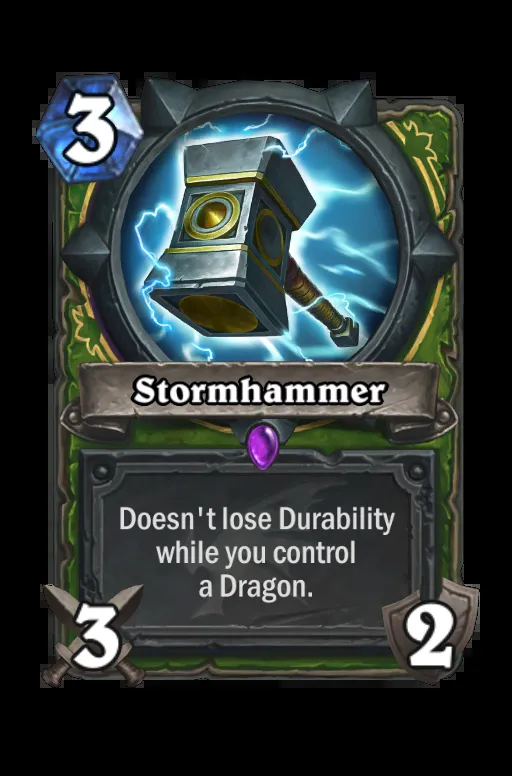 3
Stormhammer
Doesn't lose Durability
while you control
a Dragon.
3
2